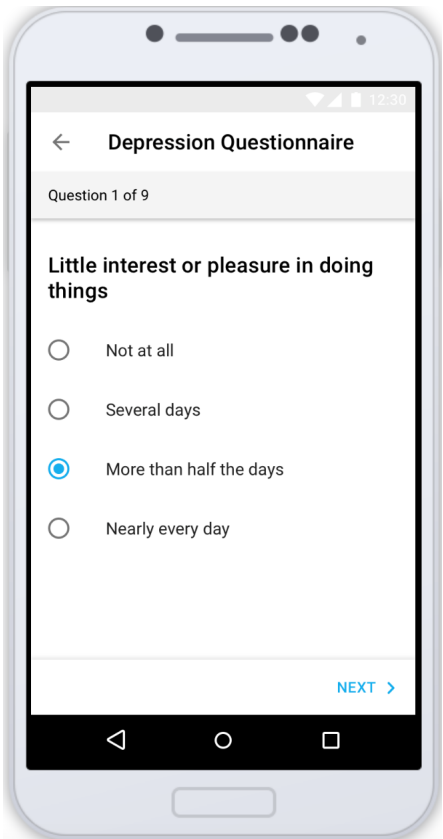 12:30
Depression Questionnaire
Question 1 of 9
Little interest or pleasure in doing
things
Not at all
Several days
More than half the days
Nearly every day
NEXT